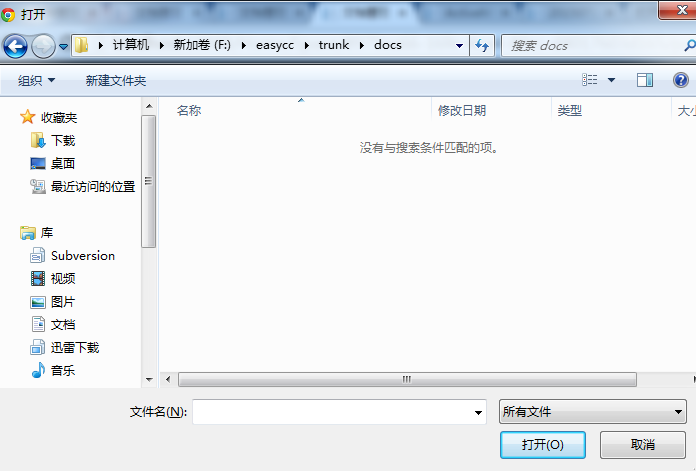 打开
计算机 新加卷 (F:) easycc trunk docs 搜索 docs
组织 新建文件夹
名称 修改日期 类型 大小
没有与搜索条件匹配的项。
收藏夹
下载
桌面
最近访问的位置
库
Subversion
视频
图片
文档
迅雷下载
音乐
文件名(N): 所有文件
打开(O) 取消